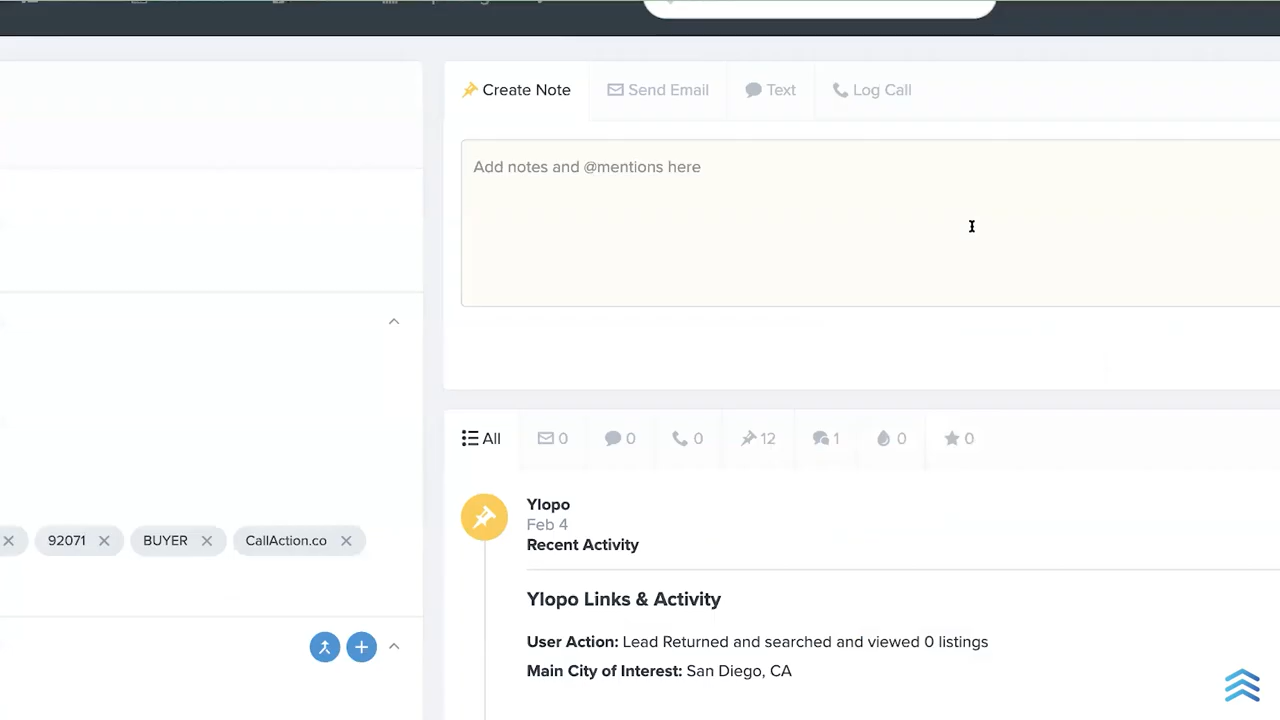 Create Note
Send Email
Text
Log Call
Add notes and @mentions here
All
0
0
0
12
1
0
0
Ylopo
Feb 4
Recent Activity
92071
BUYER
CallAction.co
Ylopo Links & Activity
User Action: Lead Returned and searched and viewed 0 listings
Main City of Interest: San Diego, CA